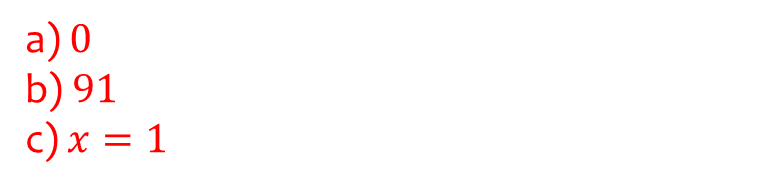 a) 0
b) 91
c) x = 1